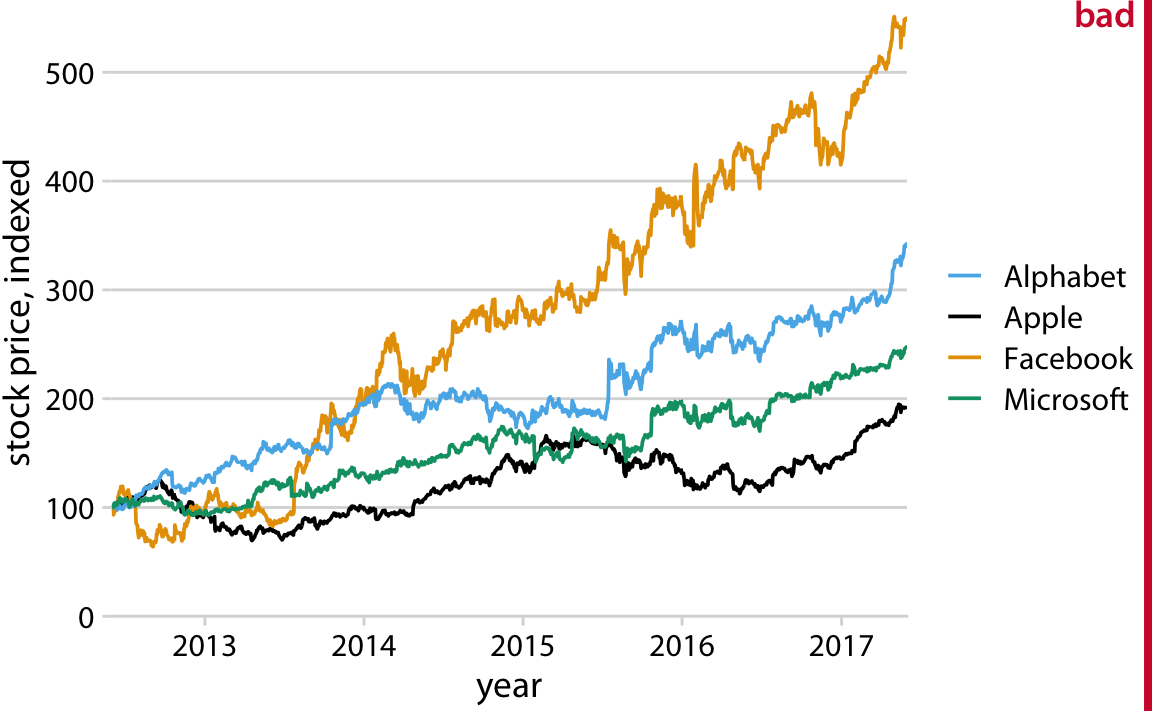 bad
stock price, indexed
500
400
300
200
100
0
2013 2014 2015 2016 2017
year
Alphabet
Apple
Facebook
Microsoft